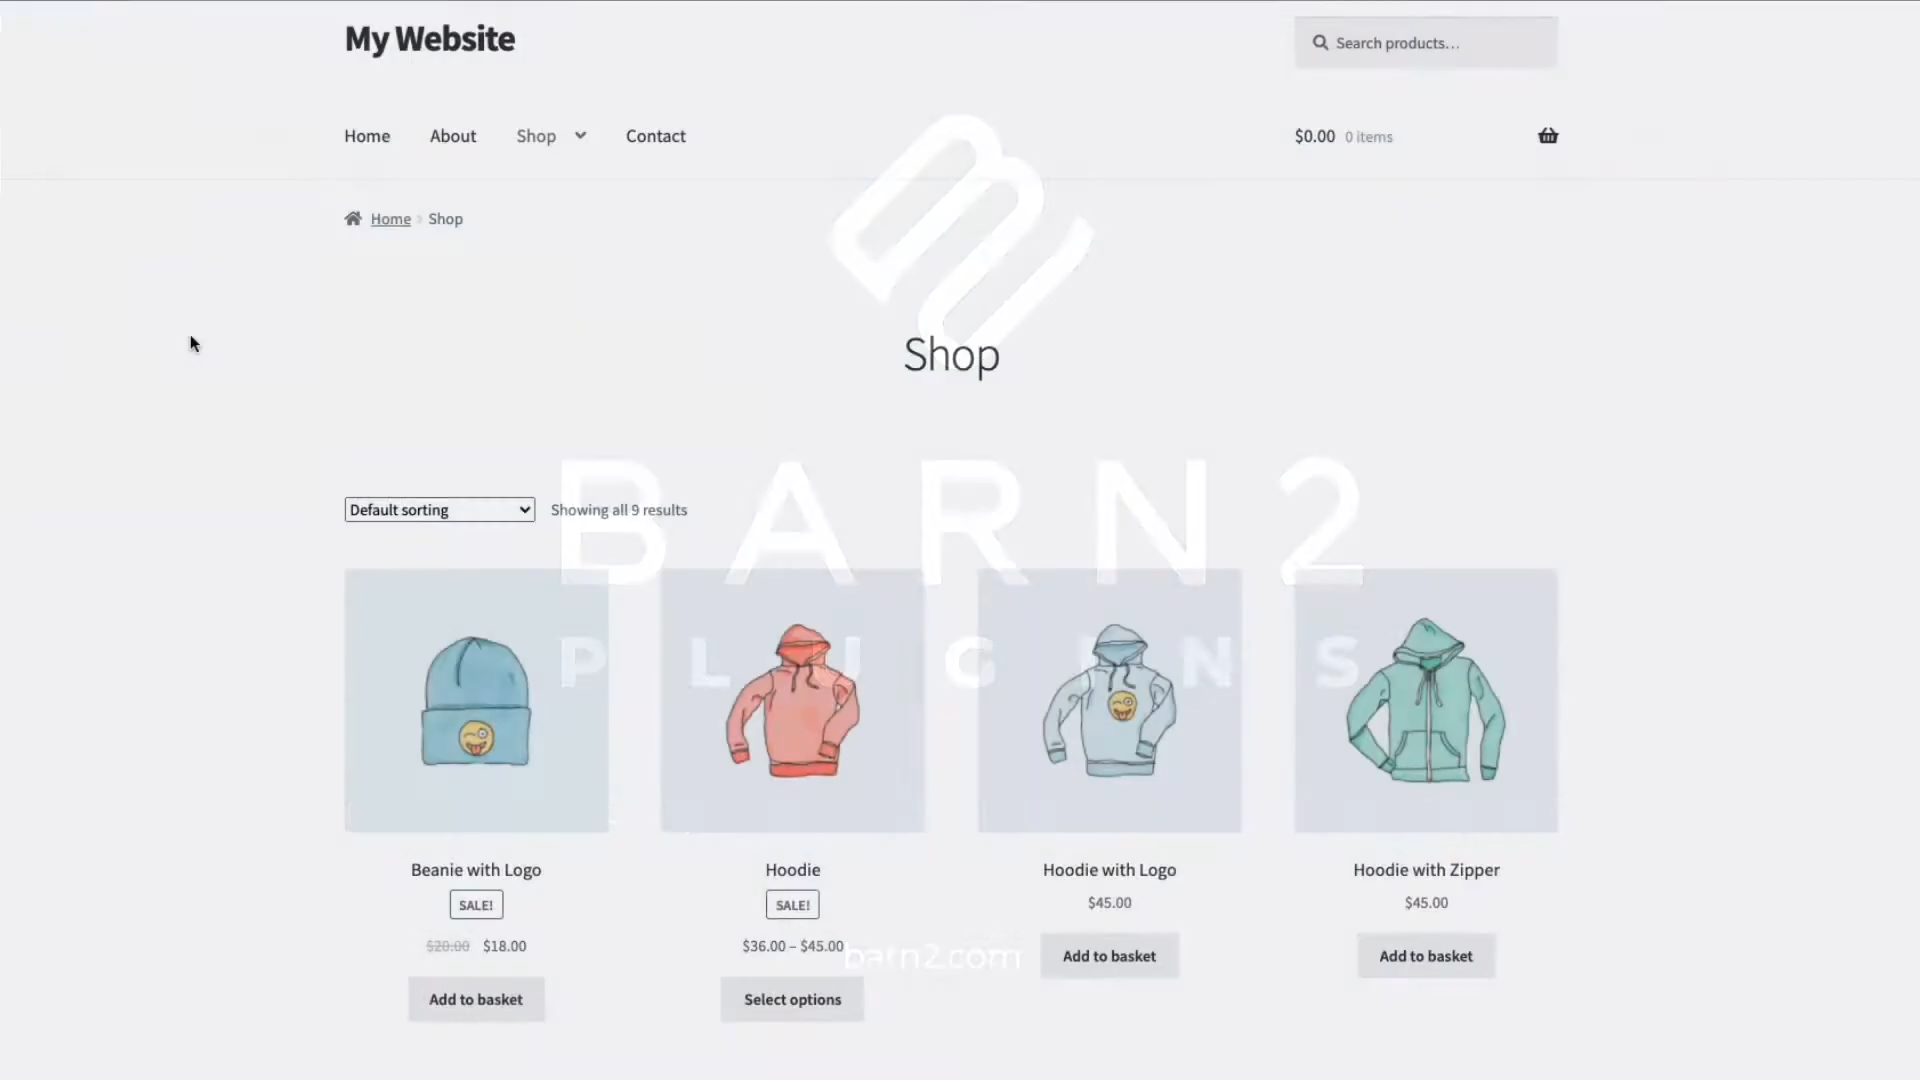 My Website
Search products...
Home About Shop Contact
$0.00 0 items
Home Shop
Shop
BARN2
Default sorting
Showing all 9 results
PLUGINS
Beanie with Logo
SALE!
$20.00 $18.00
Add to basket
Hoodie
SALE!
$36.00 – $45.00
Select options
Hoodie with Logo
$45.00
Add to basket
Hoodie with Zipper
$45.00
Add to basket
barn2.com